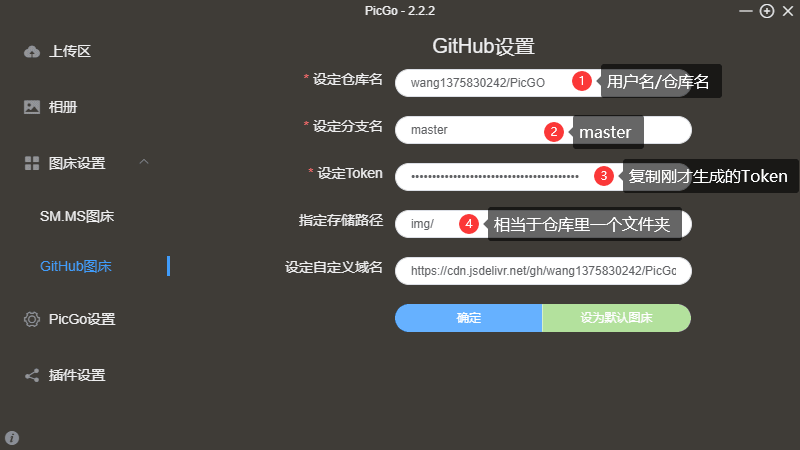 PicGo - 2.2.2
上传区
相册
图床设置
SM.MS图床
GitHub图床
PicGo设置
插件设置
GitHub设置
* 设定仓库名
wang1375830242/PicGO
1
用户名/仓库名
* 设定分支名
master
2
master
* 设定Token
3
复制刚才生成的Token
指定存储路径
img/
4
相当于仓库里一个文件夹
设定自定义域名
https://cdn.jsdelivr.net/gh/wang1375830242/PicGo
确定
设为默认图床